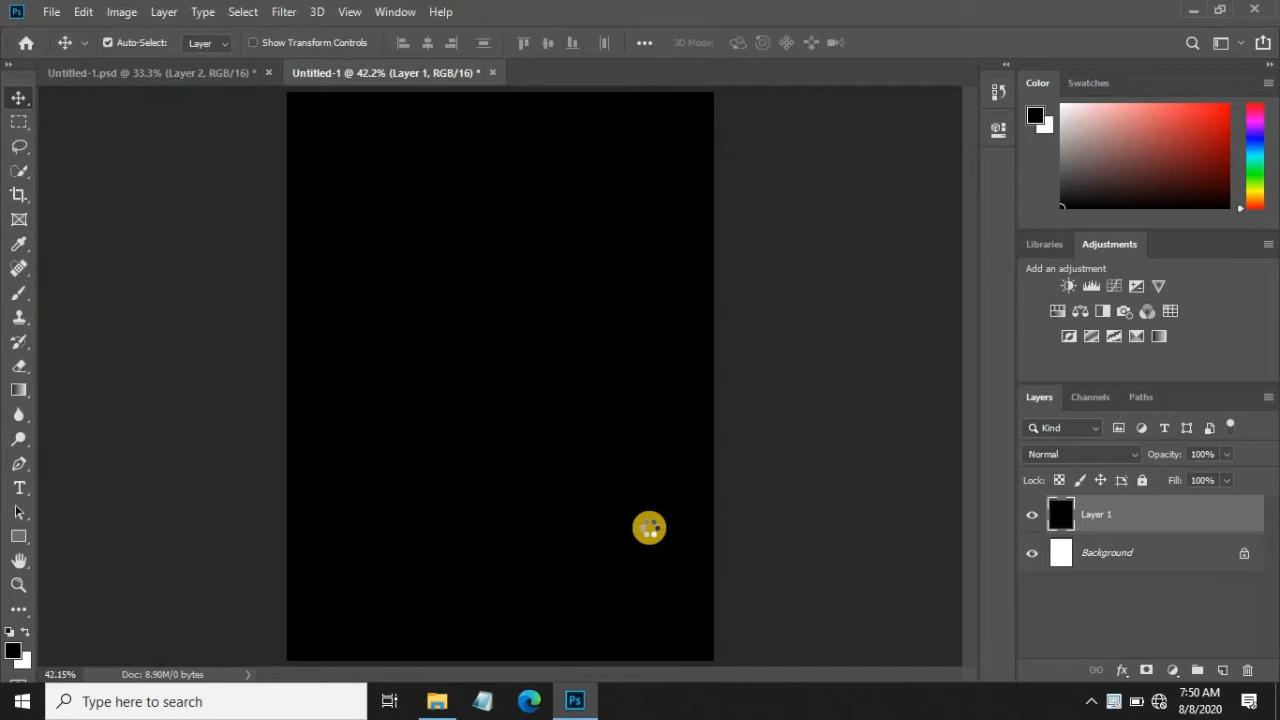 Ps File Edit Image Layer Type Select Filter 3D View Window Help
Auto-Select: Layer Show Transform Controls 3D Mode:
Untitled-1.psd @ 33.3% (Layer 2, RGB/16) * Untitled-1 @ 42.2% (Layer 1, RGB/16) *
Color Swatches
Libraries Adjustments
Add an adjustment
Layers Channels Paths
Kind
Normal Opacity: 100%
Lock: Fill: 100%
Layer 1
Background
42.15% Doc: 8.90M/0 bytes
Type here to search Ps 7:50 AM
8/8/2020